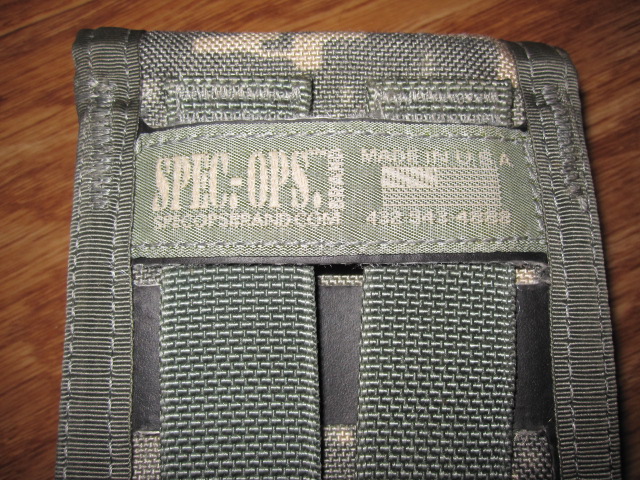 SPEC.-OPS. BRAND
SPECOPSBRAND.COM
MADE IN U.S.A